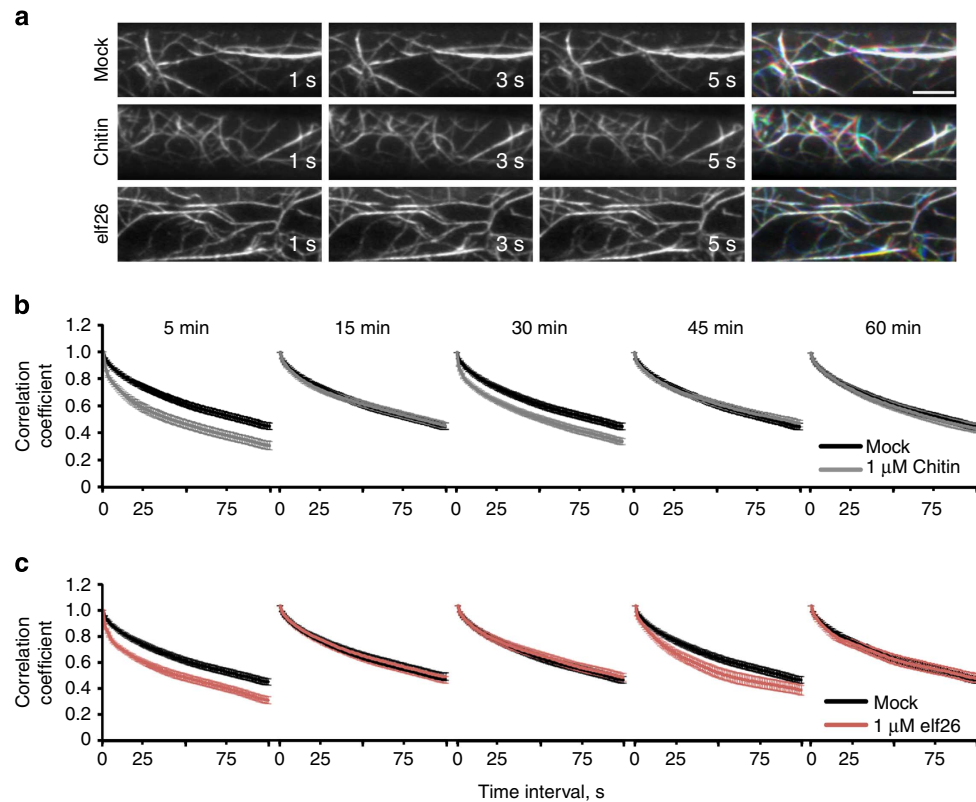 a
Mock
1 s
3 s
5 s
Chitin
1 s
3 s
5 s
elf26
1 s
3 s
5 s
b
Correlation
coefficient
1.2
1.0
0.8
0.6
0.4
0.2
0
5 min
15 min
30 min
45 min
60 min
Mock
1 µM Chitin
0 25 75 0 25 75 0 25 75 0 25 75 0 25 75
c
Correlation
coefficient
1.2
1.0
0.8
0.6
0.4
0.2
0
Mock
1 µM elf26
0 25 75 0 25 75 0 25 75 0 25 75 0 25 75
Time interval, s